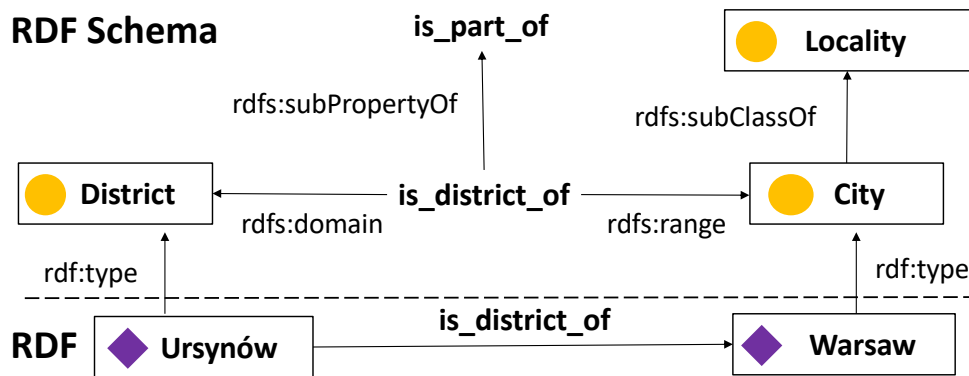 RDF Schema
is_part_of
Locality
rdfs:subPropertyOf
rdfs:subClassOf
District
is_district_of
City
rdfs:domain
rdfs:range
rdf:type
rdf:type
is_district_of
RDF
Ursynów
Warsaw